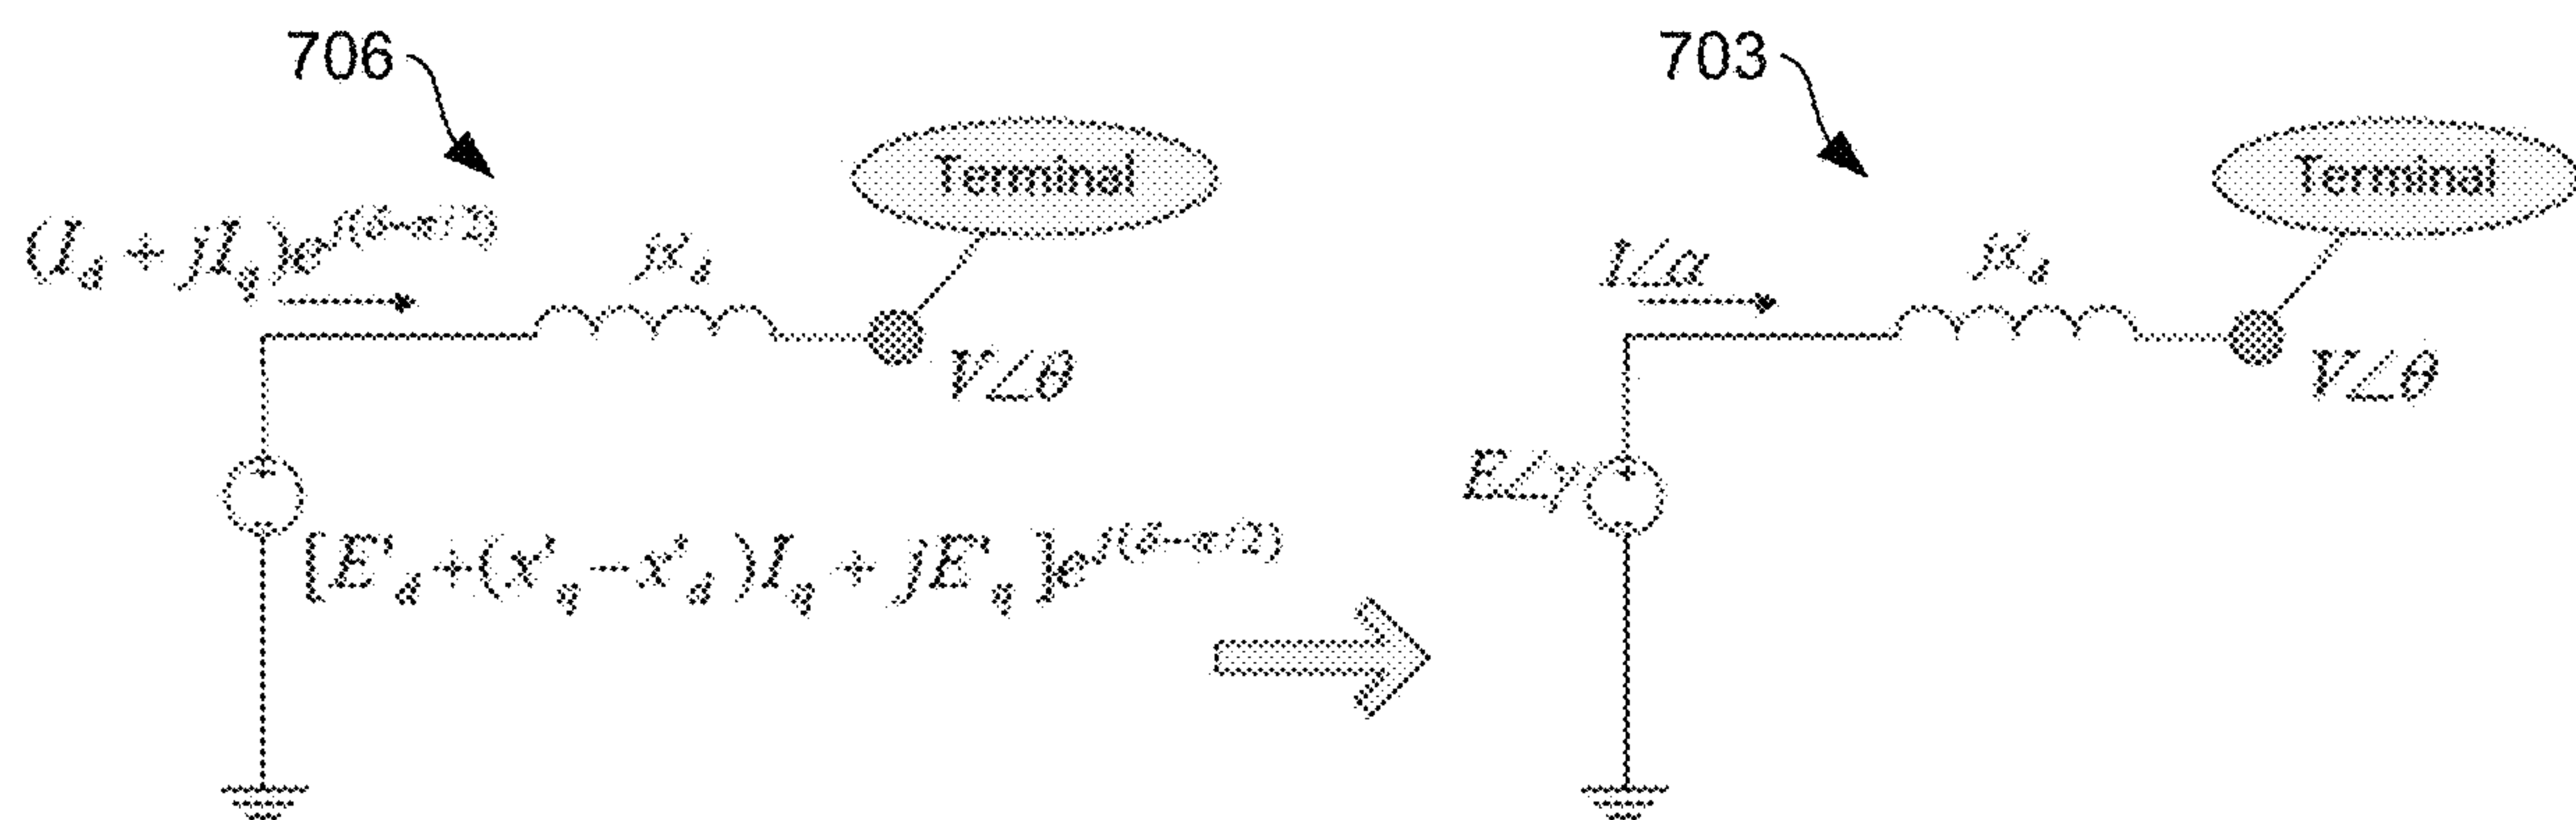 706
703
Terminal
Terminal
(I_d + jI_q)e^{j(δ-π/2)}
jx'_d
I∠α
jx'_d
V∠θ
V∠θ
E∠γ
[E'_d+(x'_q-x'_d)I_q+jE'_q]e^{j(δ-π/2)}